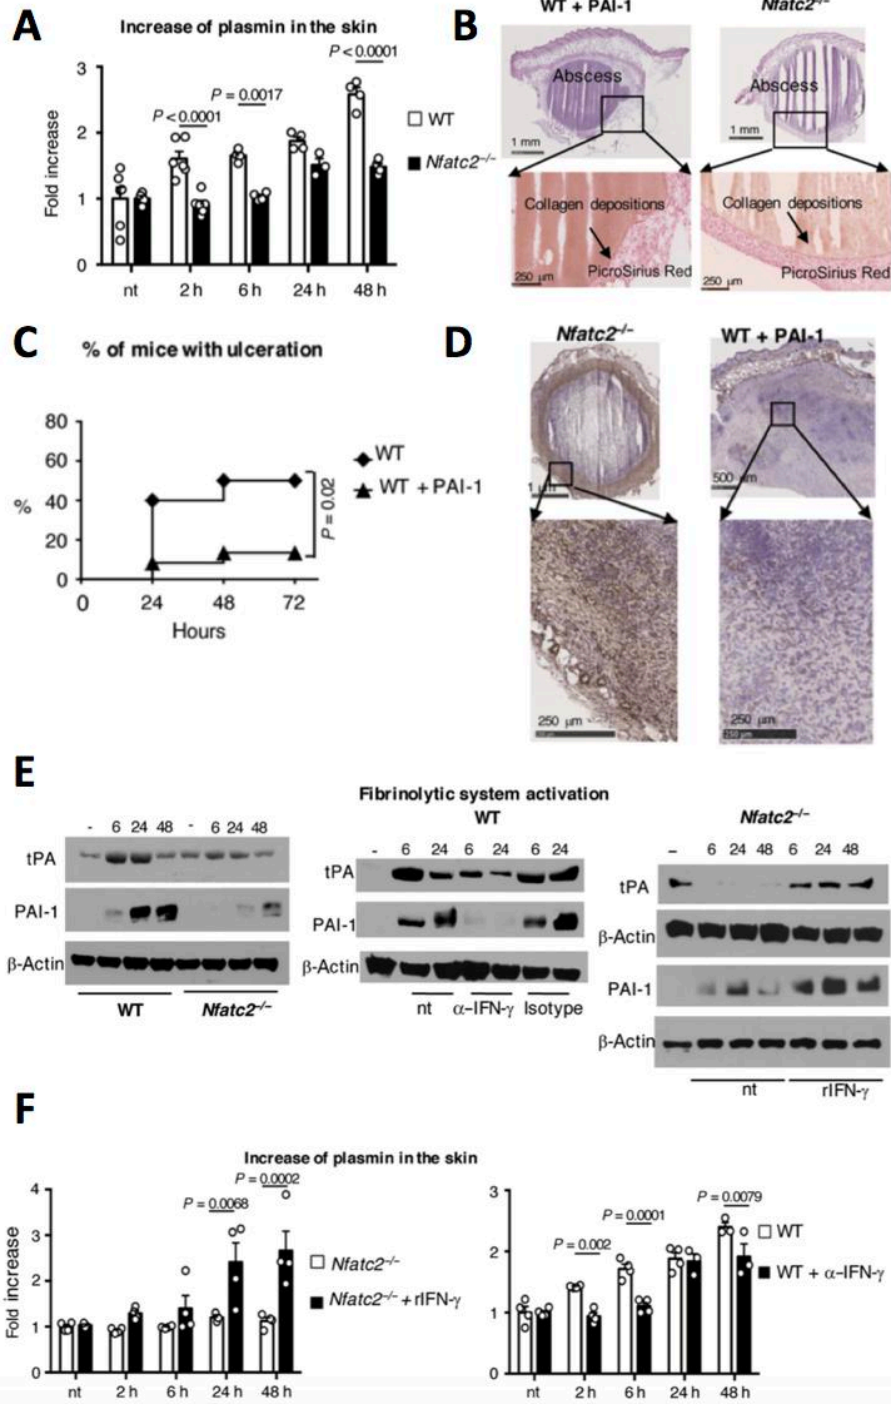 A
Increase of plasmin in the skin
Fold increase
3
2
1
0
P < 0.0001
P = 0.0017
P < 0.0001
WT
Nfatc2–/–
nt 2 h 6 h 24 h 48 h
B
WT + PAI-1
Nfatc2–/–
Abscess
Abscess
1 mm
1 mm
Collagen depositions
Collagen depositions
PicroSirius Red
PicroSirius Red
250 µm
250 µm
C
% of mice with ulceration
%
80
60
40
20
0
0 24 48 72
Hours
WT
WT + PAI-1
P = 0.02
D
Nfatc2–/–
WT + PAI-1
1 µm
500 µm
250 µm
250 µm
E
Fibrinolytic system activation
- 6 24 48 - 6 24 48
tPA
PAI-1
β-Actin
WT Nfatc2–/–
WT
- 6 24 6 24 6 24
tPA
PAI-1
β-Actin
nt α–IFN-γ Isotype
Nfatc2–/–
– 6 24 48 6 24 48
tPA
β-Actin
PAI-1
β-Actin
nt rIFN-γ
F
Increase of plasmin in the skin
Fold increase
4
3
2
1
0
P = 0.0068
P = 0.0002
Nfatc2–/–
Nfatc2–/– + rIFN-γ
nt 2 h 6 h 24 h 48 h
3
2
1
0
P = 0.002
P = 0.0001
P = 0.0079
WT
WT + α–IFN-γ
nt 2 h 6 h 24 h 48 h